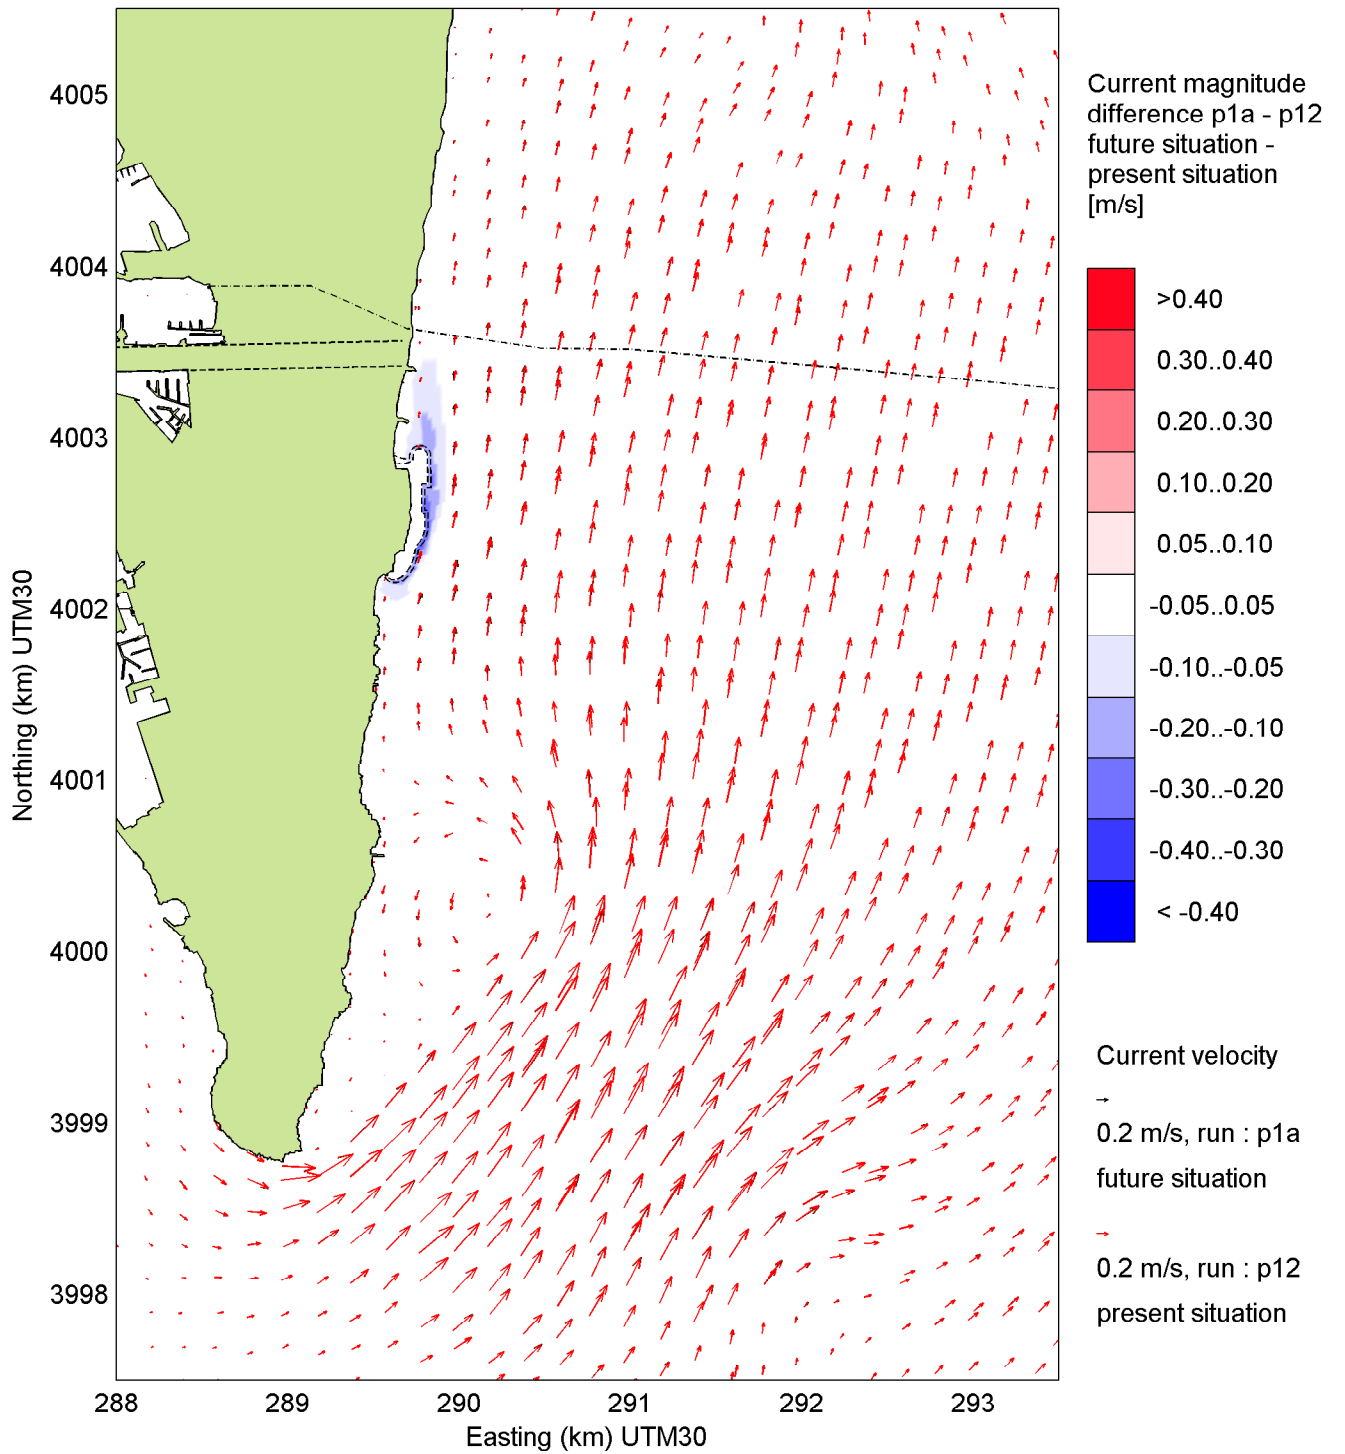 Current magnitude
difference p1a - p12
future situation -
present situation
[m/s]
>0.40
0.30..0.40
0.20..0.30
0.10..0.20
0.05..0.10
-0.05..0.05
-0.10..-0.05
-0.20..-0.10
-0.30..-0.20
-0.40..-0.30
< -0.40
Current velocity
0.2 m/s, run : p1a
future situation
0.2 m/s, run : p12
present situation
4005
4004
4003
4002
4001
4000
3999
3998
Northing (km) UTM30
288 289 290 291 292 293
Easting (km) UTM30